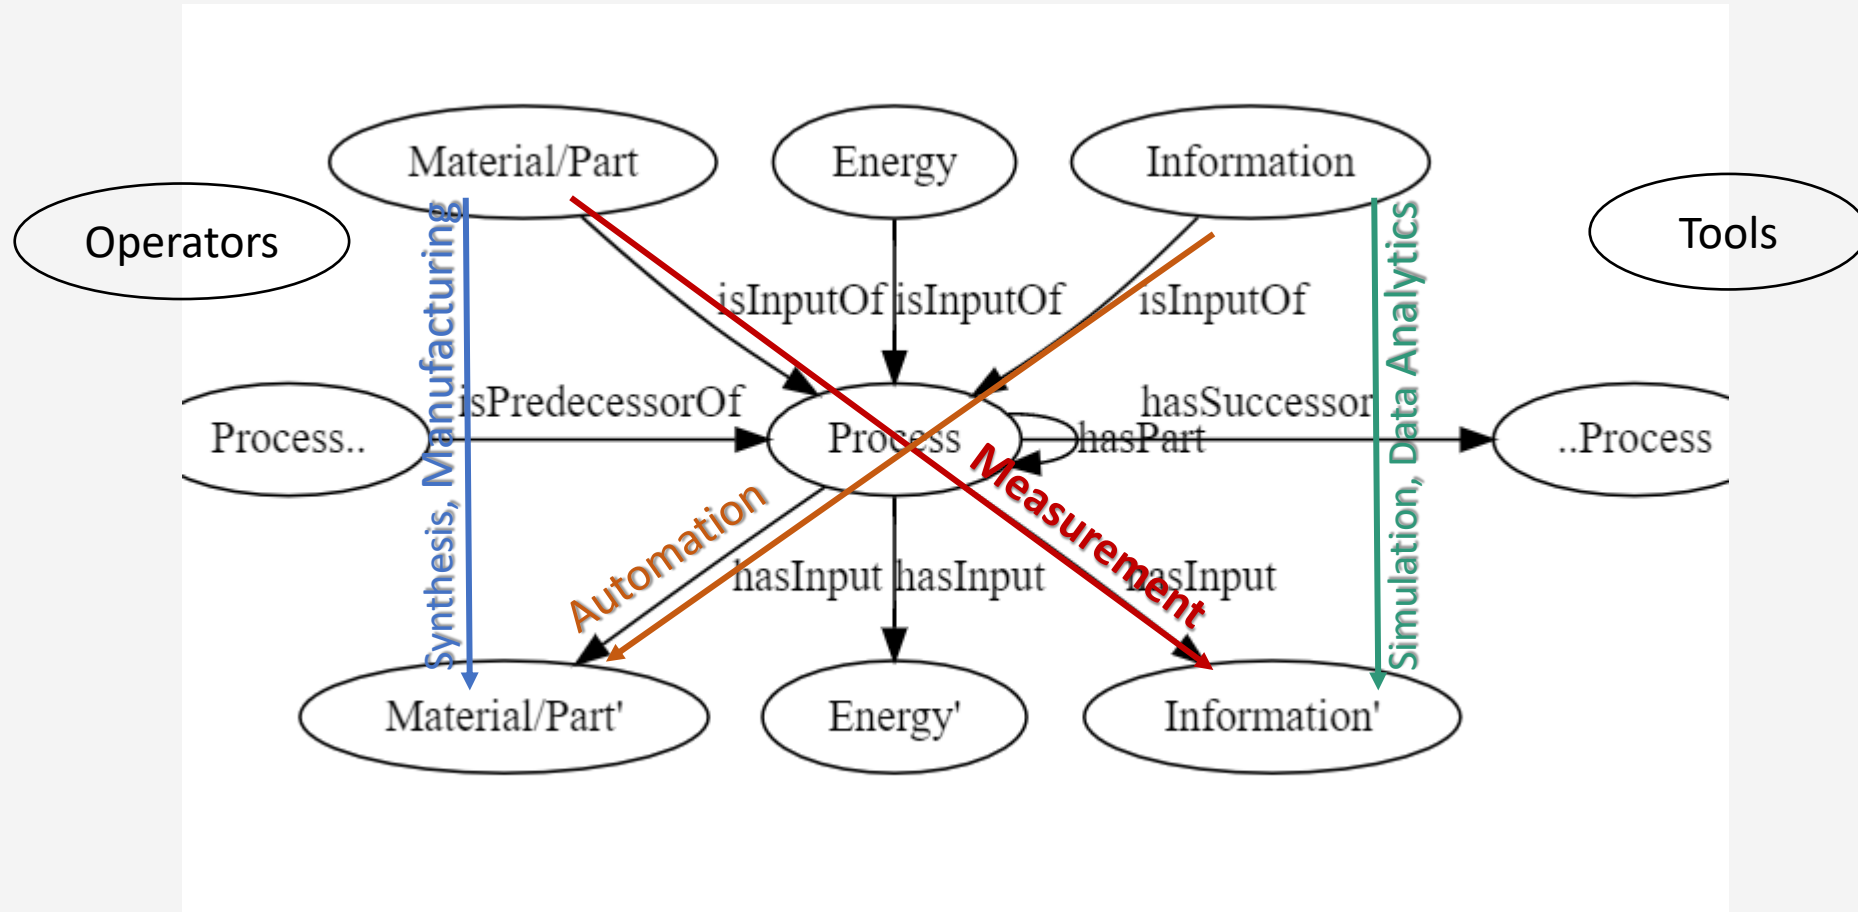 Material/Part
Energy
Information
Operators
Tools
isInputOf
isInputOf
isInputOf
Synthesis, Manufacturing
Simulation, Data Analytics
isPredecessorOf
hasSuccessor
Process..
Process
hasPart
..Process
Measurement
Automation
hasInput
hasInput
hasInput
Material/Part'
Energy'
Information'